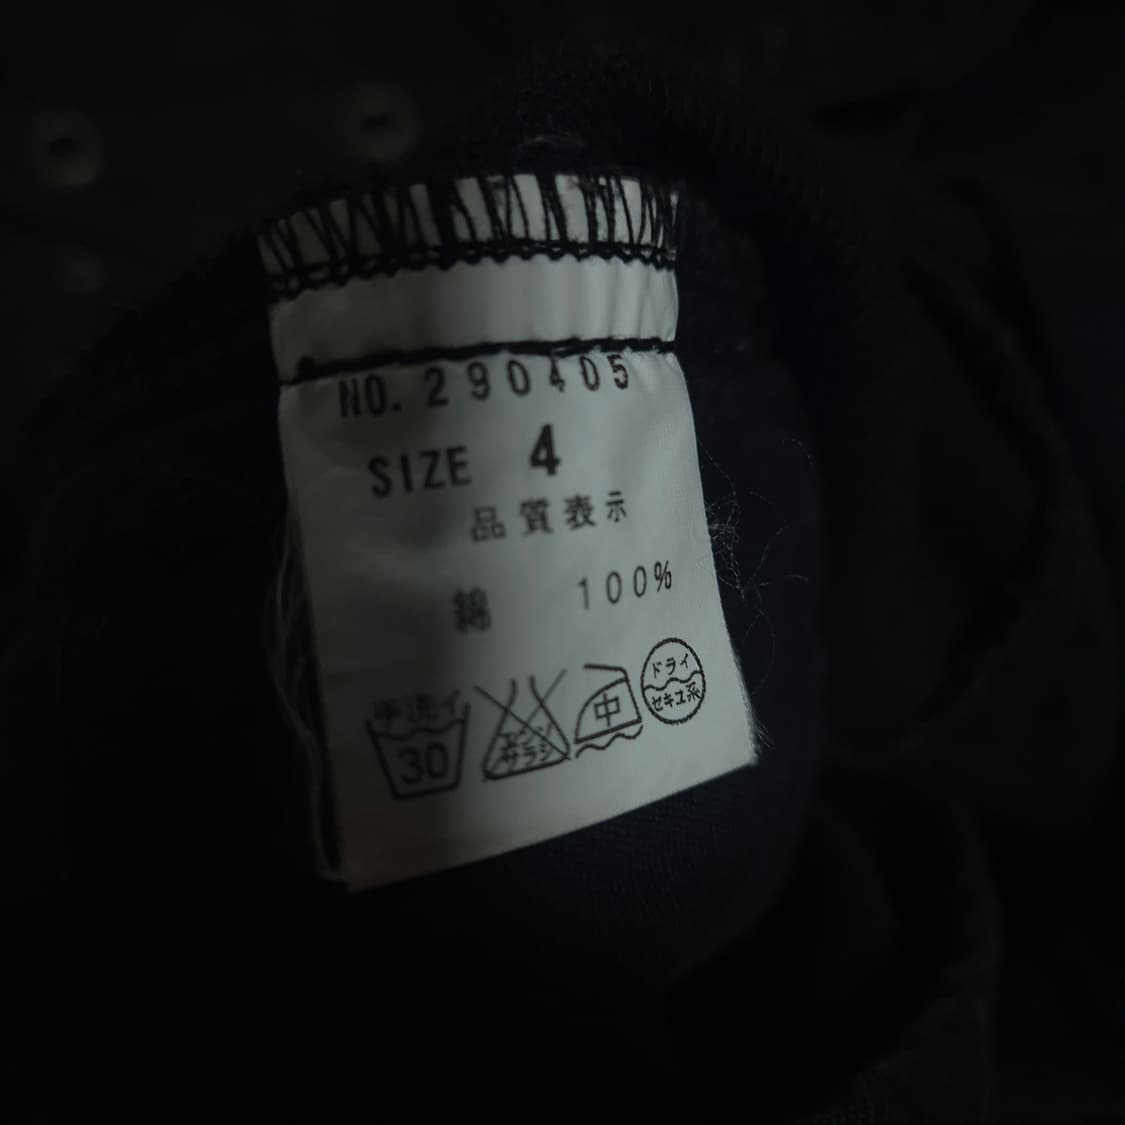 NO. 290405
SIZE 4
品質表示
綿 100%
手洗イ
30
エンソ
サラシ
中
ドライ
セキユ系